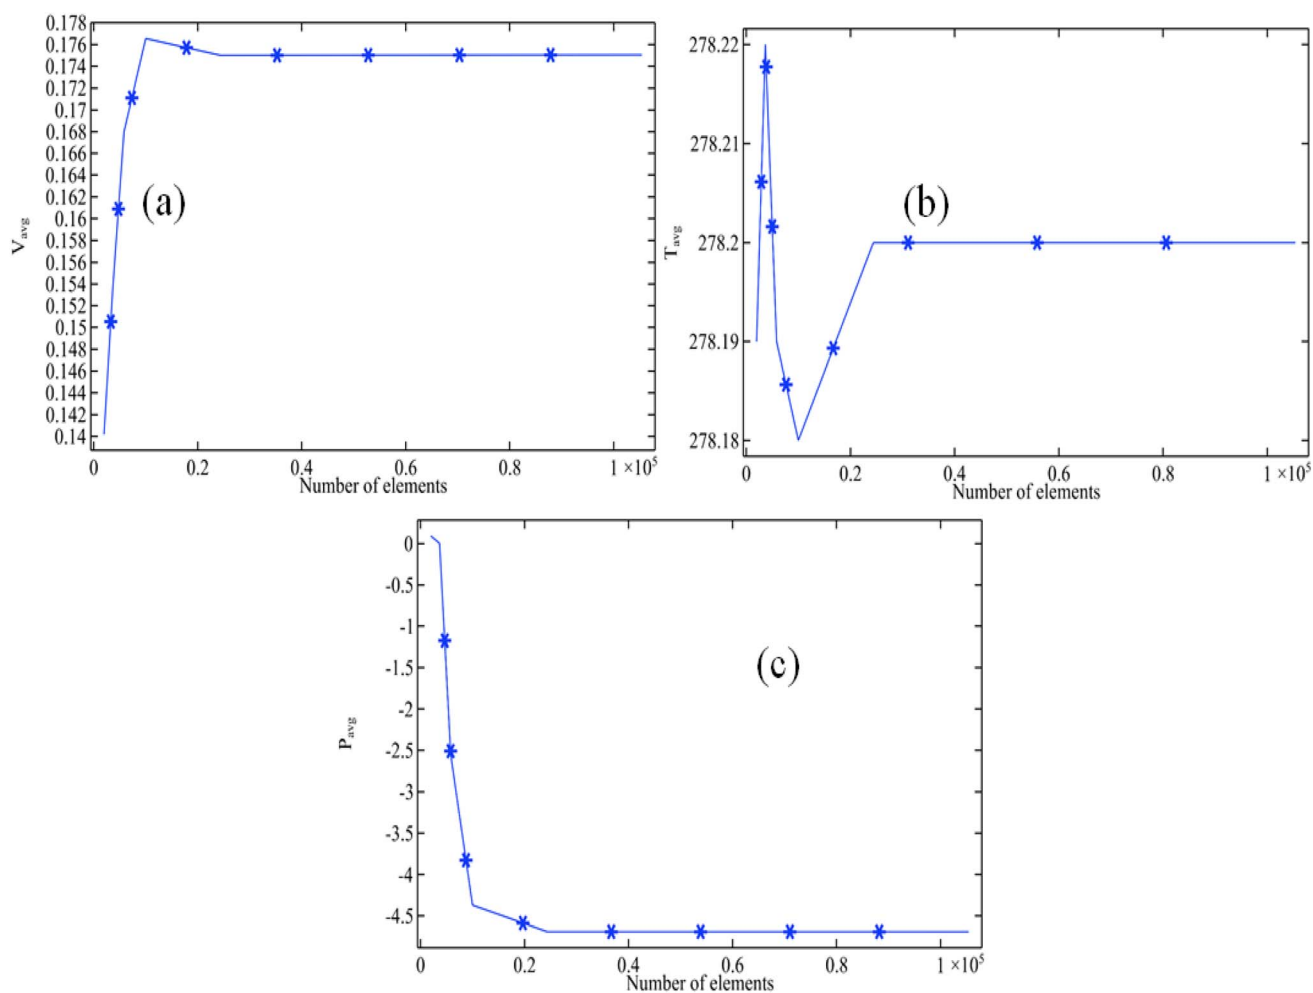 0.178
0.176
0.174
0.172
0.17
0.168
0.166
0.164
0.162
0.16
0.158
0.156
0.154
0.152
0.15
0.148
0.146
0.144
0.142
0.14
V_avg
(a)
0 0.2 0.4 0.6 0.8 1 ×10⁵
Number of elements
278.22
278.21
278.2
278.19
278.18
T_avg
(b)
0 0.2 0.4 0.6 0.8 1 ×10⁵
Number of elements
0
-0.5
-1
-1.5
-2
-2.5
-3
-3.5
-4
-4.5
P_avg
(c)
0 0.2 0.4 0.6 0.8 1 ×10⁵
Number of elements